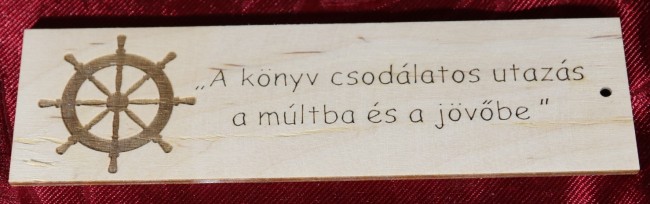 „A könyv csodálatos utazás
a múltba és a jövőbe"